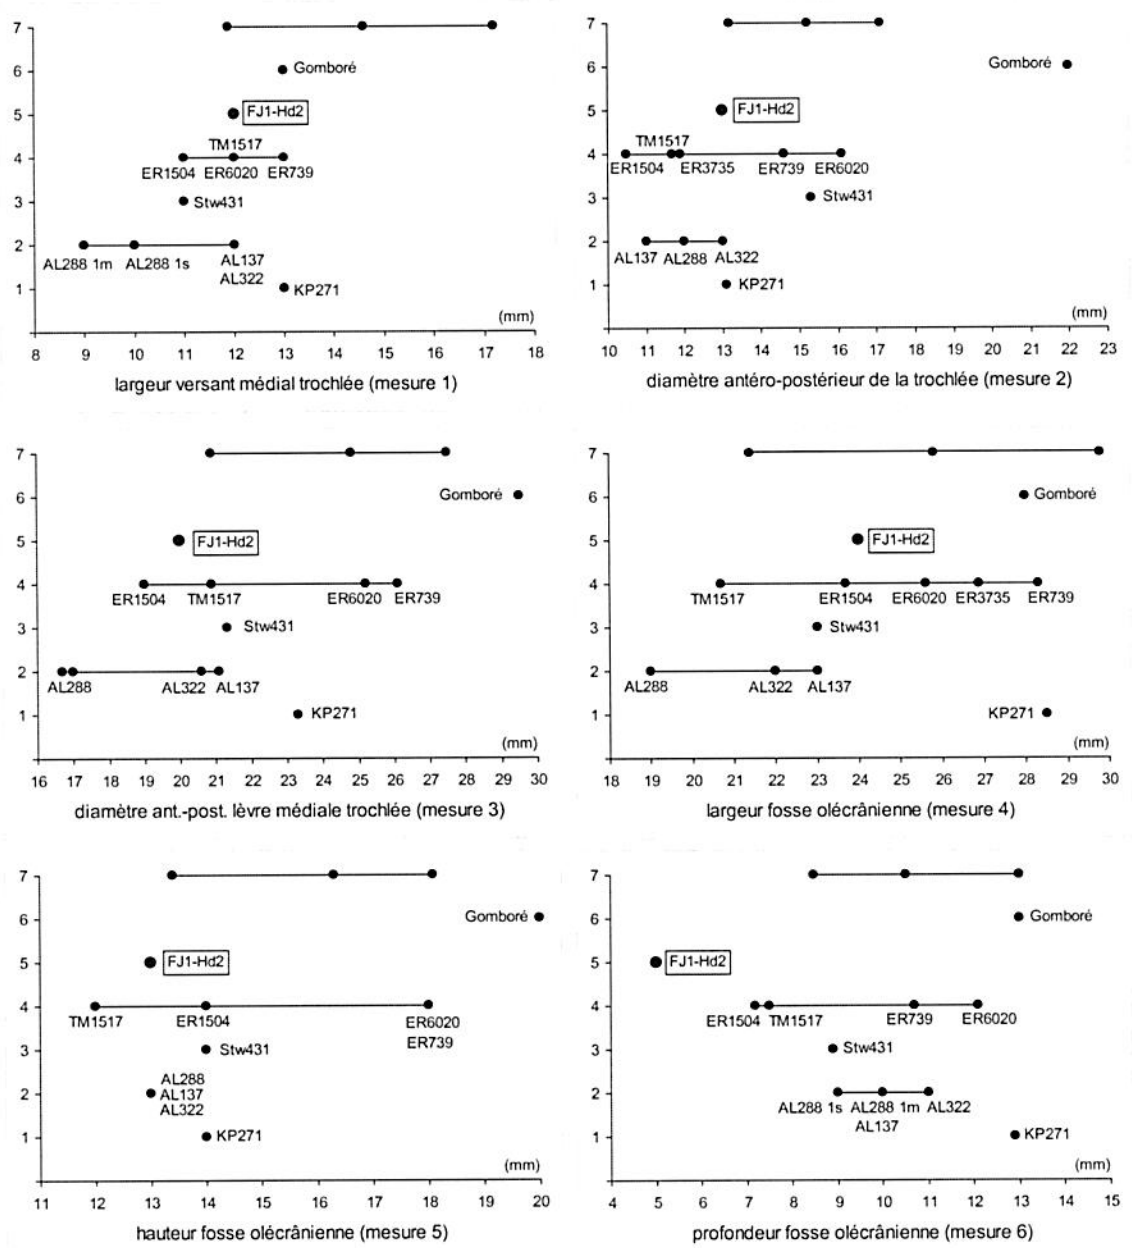 7
6
Gomboré
5
FJ1-Hd2
TM1517
4
ER1504 ER6020 ER739
3
Stw431
2
AL288 1m AL288 1s AL137
AL322
1
KP271
(mm)
8 9 10 11 12 13 14 15 16 17 18
largeur versant médial trochlée (mesure 1)
7
6
Gomboré
5
FJ1-Hd2
TM1517
4
ER1504 ER3735 ER739 ER6020
3
Stw431
2
AL137 AL288 AL322
1
KP271
(mm)
10 11 12 13 14 15 16 17 18 19 20 21 22 23
diamètre antéro-postérieur de la trochlée (mesure 2)
7
6
Gomboré
5
FJ1-Hd2
4
ER1504 TM1517 ER6020 ER739
3
Stw431
2
AL288 AL322 AL137
1
KP271
(mm)
16 17 18 19 20 21 22 23 24 25 26 27 28 29 30
diamètre ant.-post. lèvre médiale trochlée (mesure 3)
7
6
Gomboré
5
FJ1-Hd2
4
TM1517 ER1504 ER6020 ER3735 ER739
3
Stw431
2
AL288 AL322 AL137
1
KP271
(mm)
18 19 20 21 22 23 24 25 26 27 28 29 30
largeur fosse olécrânienne (mesure 4)
7
6
Gomboré
5
FJ1-Hd2
4
TM1517 ER1504 ER6020
ER739
3
Stw431
AL288
2
AL137
AL322
1
KP271
(mm)
11 12 13 14 15 16 17 18 19 20
hauteur fosse olécrânienne (mesure 5)
7
6
Gomboré
5
FJ1-Hd2
4
ER1504 TM1517 ER739 ER6020
3
Stw431
2
AL288 1s AL288 1m AL322
AL137
1
KP271
(mm)
4 5 6 7 8 9 10 11 12 13 14 15
profondeur fosse olécrânienne (mesure 6)